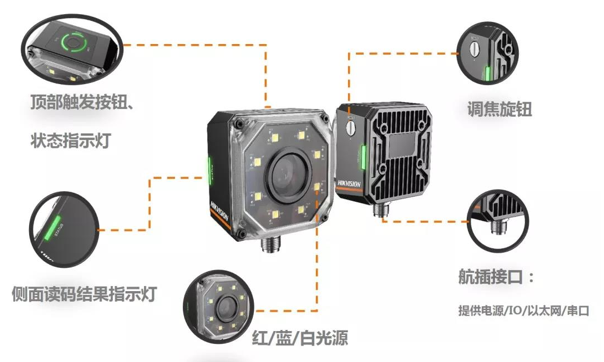 顶部触发按钮、
状态指示灯
调焦旋钮
HIKVISION
HIKVISION
侧面读码结果指示灯
航插接口：
提供电源/IO/以太网/串口
红/蓝/白光源